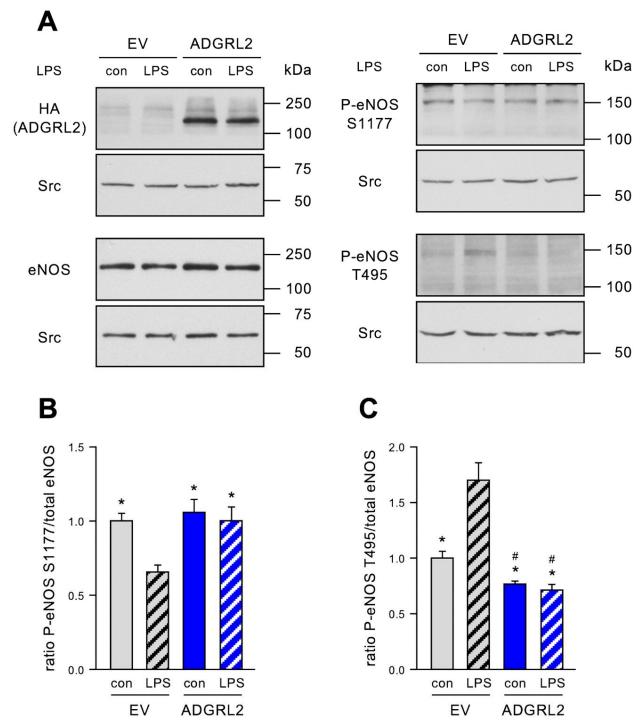 A
EV ADGRL2
LPS con LPS con LPS kDa
HA
(ADGRL2)
250
100
Src
75
50
eNOS
250
100
Src
75
50
EV ADGRL2
LPS con LPS con LPS kDa
P-eNOS
S1177
150
100
Src
50
P-eNOS
T495
150
100
Src
50
B
ratio P-eNOS S1177/total eNOS
1.5
1.0
0.5
0.0
* * *
con LPS con LPS
EV ADGRL2
C
ratio P-eNOS T495/total eNOS
2.0
1.5
1.0
0.5
0.0
# #
* * *
con LPS con LPS
EV ADGRL2